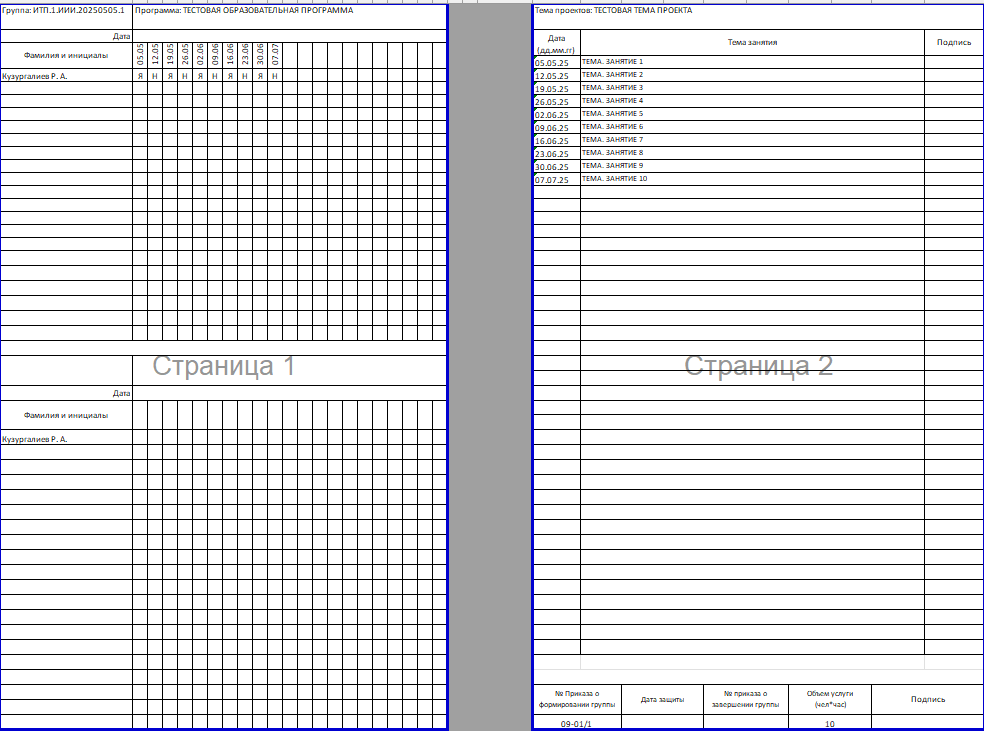 Группа: ИТП.1.ИИИ.20250505.1 Программа: ТЕСТОВАЯ ОБРАЗОВАТЕЛЬНАЯ ПРОГРАММА
Дата
Фамилия и инициалы 05.05 12.05 19.05 26.05 02.06 09.06 16.06 23.06 30.06 07.07
Кузургалиев Р. А. Я Н Я Н Я Н Я Н Я Н
Страница 1
Дата
Фамилия и инициалы
Кузургалиев Р. А.
Тема проектов: ТЕСТОВАЯ ТЕМА ПРОЕКТА
Дата (дд.мм.гг) Тема занятия Подпись
05.05.25 ТЕМА. ЗАНЯТИЕ 1
12.05.25 ТЕМА. ЗАНЯТИЕ 2
19.05.25 ТЕМА. ЗАНЯТИЕ 3
26.05.25 ТЕМА. ЗАНЯТИЕ 4
02.06.25 ТЕМА. ЗАНЯТИЕ 5
09.06.25 ТЕМА. ЗАНЯТИЕ 6
16.06.25 ТЕМА. ЗАНЯТИЕ 7
23.06.25 ТЕМА. ЗАНЯТИЕ 8
30.06.25 ТЕМА. ЗАНЯТИЕ 9
07.07.25 ТЕМА. ЗАНЯТИЕ 10
Страница 2
№ Приказа о формировании группы Дата защиты № приказа о завершении группы Объем услуги (чел*час) Подпись
09-01/1 10